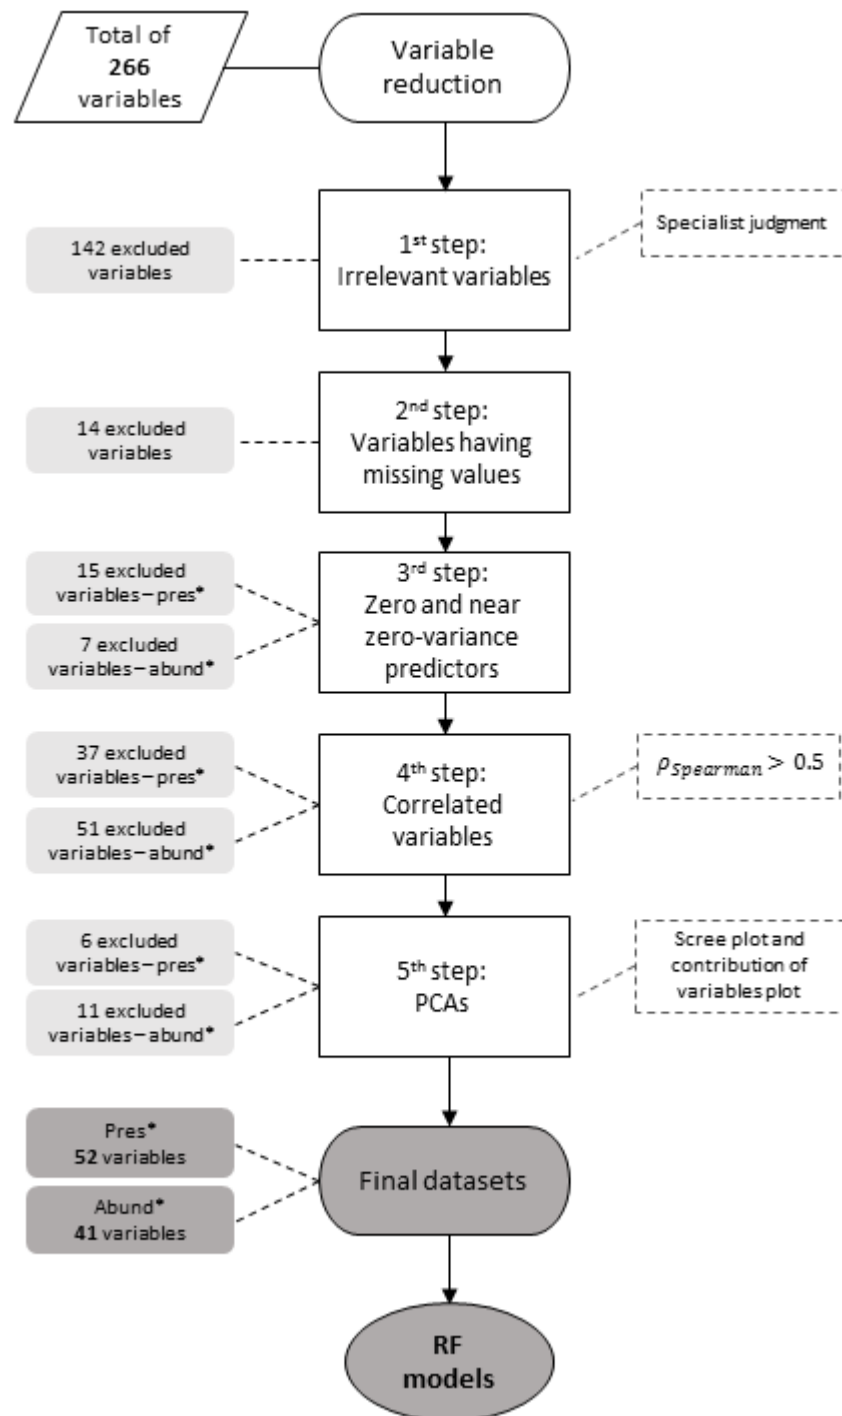 Total of
266
variables
Variable
reduction
142 excluded
variables
1st step:
Irrelevant variables
Specialist judgment
14 excluded
variables
2nd step:
Variables having
missing values
15 excluded
variables–pres*
7 excluded
variables–abund*
3rd step:
Zero and near
zero-variance
predictors
37 excluded
variables–pres*
51 excluded
variables–abund*
4th step:
Correlated
variables
ρSpearman > 0.5
6 excluded
variables–pres*
11 excluded
variables–abund*
5th step:
PCAs
Scree plot and
contribution of
variables plot
Pres*
52 variables
Abund*
41 variables
Final datasets
RF
models